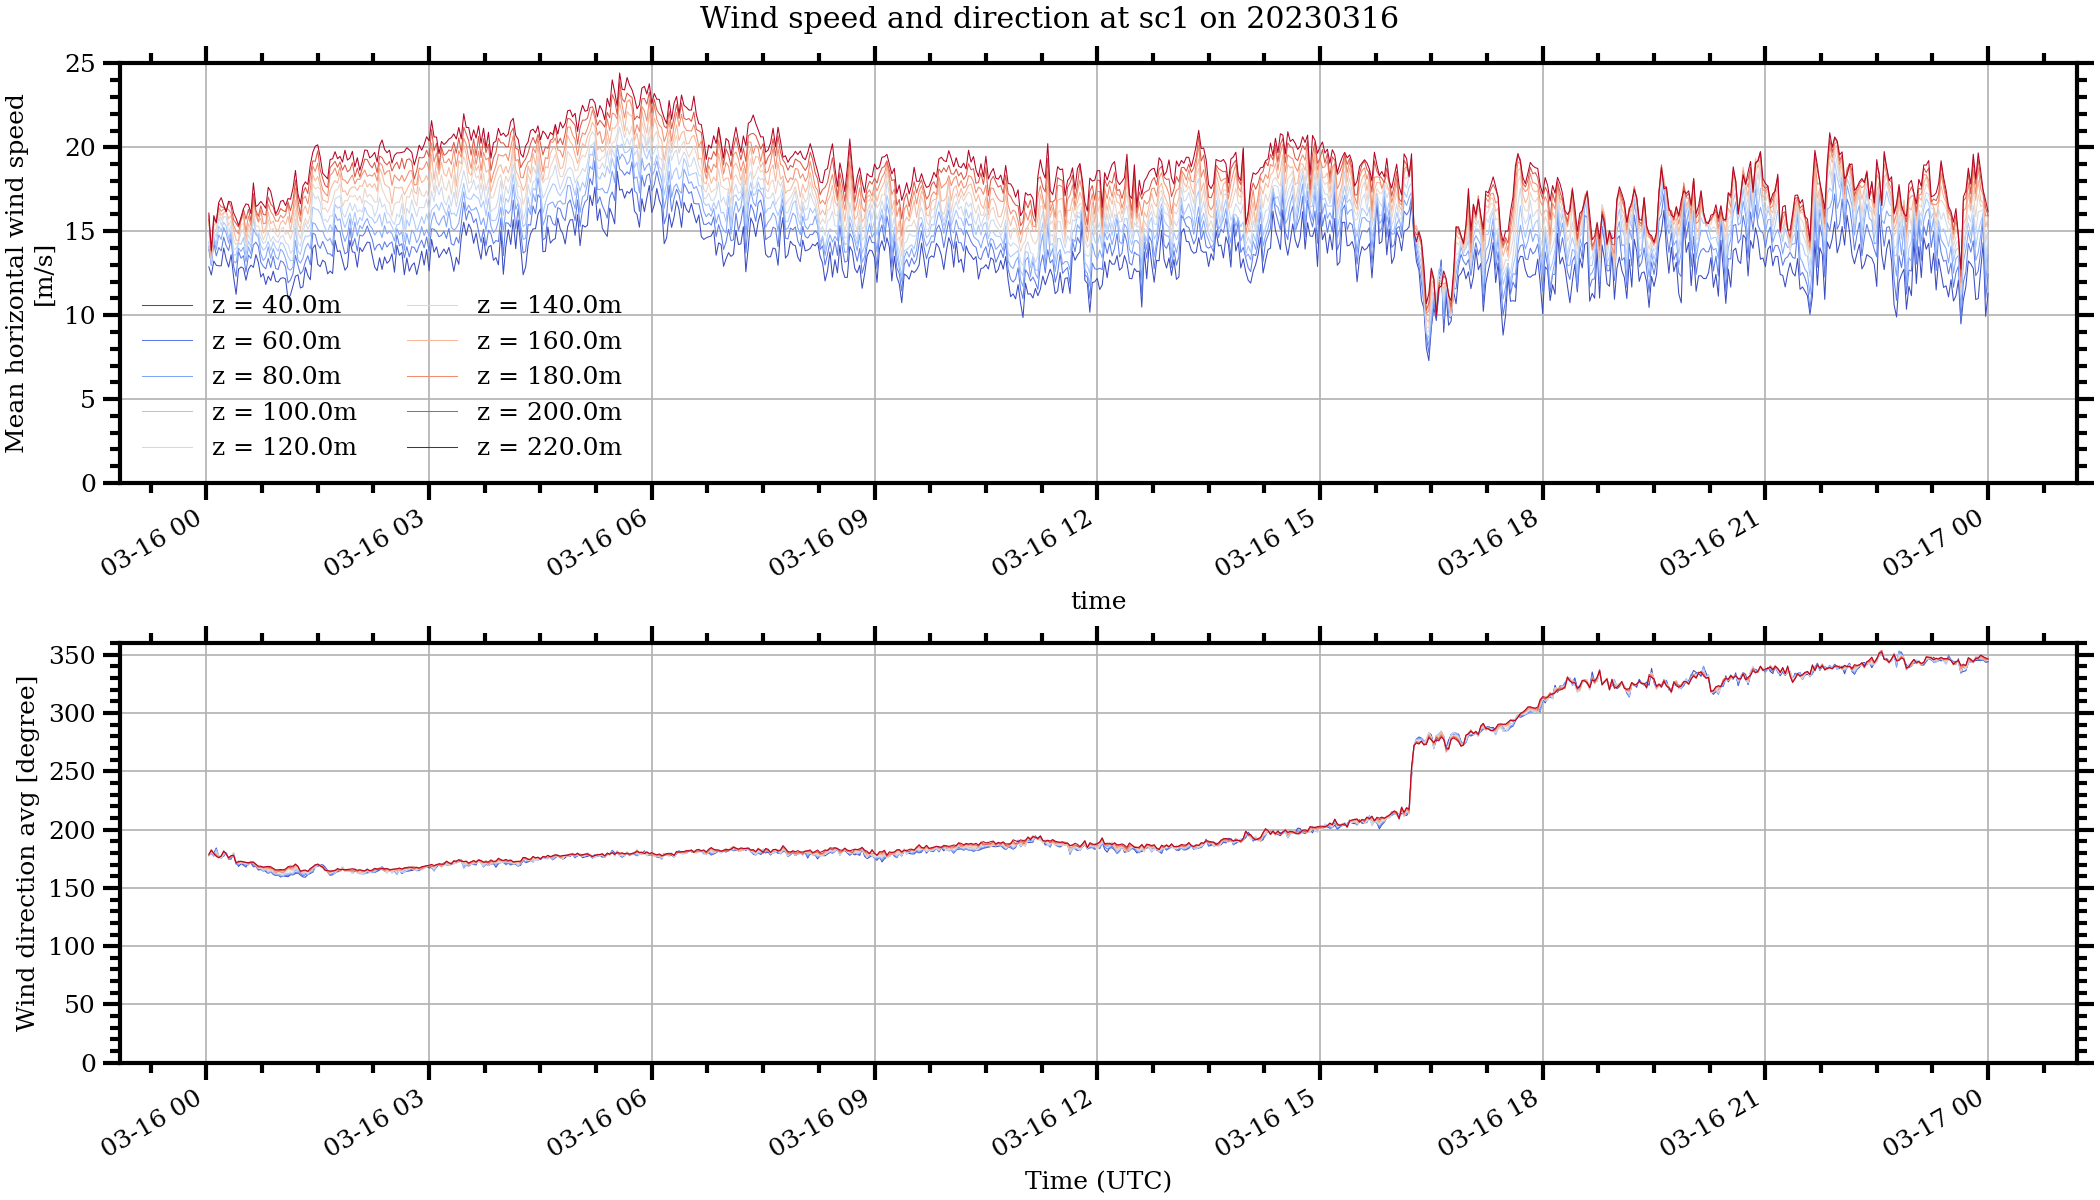 Wind speed and direction at sc1 on 20230316
Mean horizontal wind speed
[m/s]
25
20
15
10
5
0
z = 40.0m
z = 60.0m
z = 80.0m
z = 100.0m
z = 120.0m
z = 140.0m
z = 160.0m
z = 180.0m
z = 200.0m
z = 220.0m
03-16 00
03-16 03
03-16 06
03-16 09
03-16 12
03-16 15
03-16 18
03-16 21
03-17 00
time
Wind direction avg [degree]
350
300
250
200
150
100
50
0
03-16 00
03-16 03
03-16 06
03-16 09
03-16 12
03-16 15
03-16 18
03-16 21
03-17 00
Time (UTC)